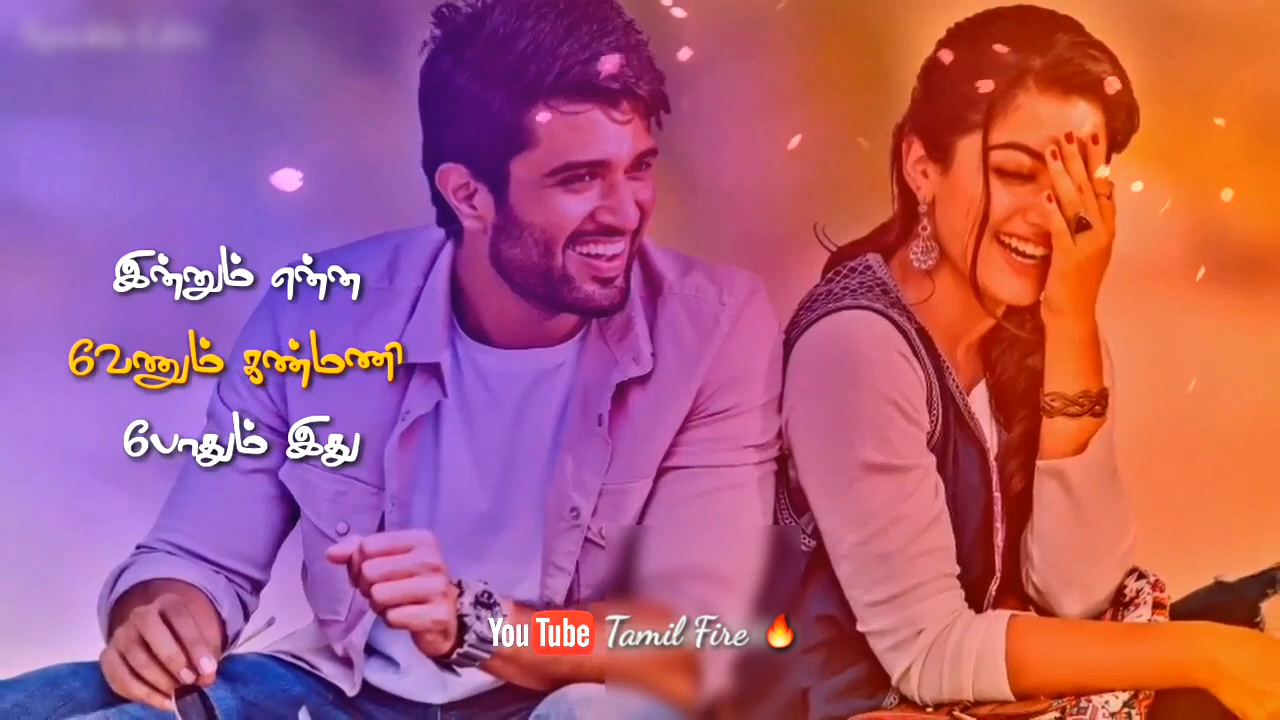 இன்னும் என்ன
வேணும் கண்மணி
போதும் இது
YouTube Tamil Fire